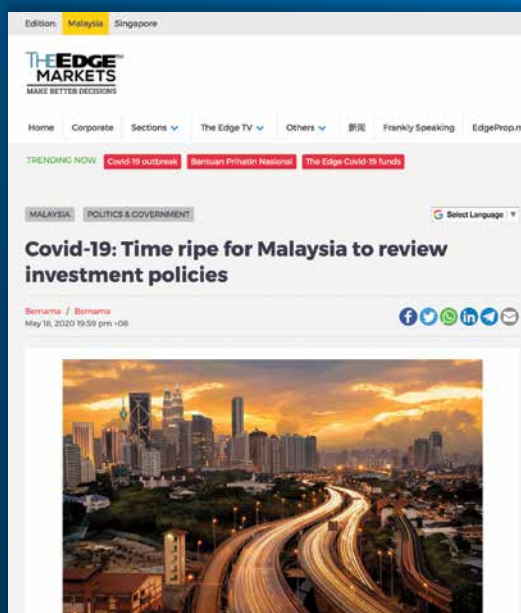 Edition: Malaysia Singapore
THE EDGE™
MARKETS
MAKE BETTER DECISIONS
Home Corporate Sections The Edge TV Others 新闻 Frankly Speaking EdgeProp.m
TRENDING NOW Covid-19 outbreak Bantuan Prihatin Nasional The Edge Covid-19 funds
MALAYSIA POLITICS & GOVERNMENT
G Select Language ▼
Covid-19: Time ripe for Malaysia to review
investment policies
Bernama / Bernama
May 18, 2020 19:59 pm +08